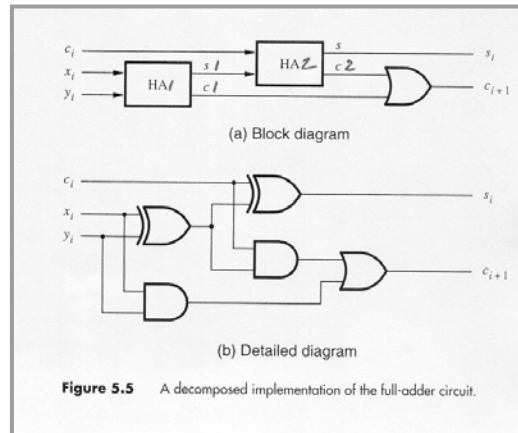 c_i s s_i
x_i s1 HA2 c2
HA1 c1 c_{i+1}
y_i
(a) Block diagram
c_i s_i
x_i
y_i
c_{i+1}
(b) Detailed diagram
Figure 5.5 A decomposed implementation of the full-adder circuit.